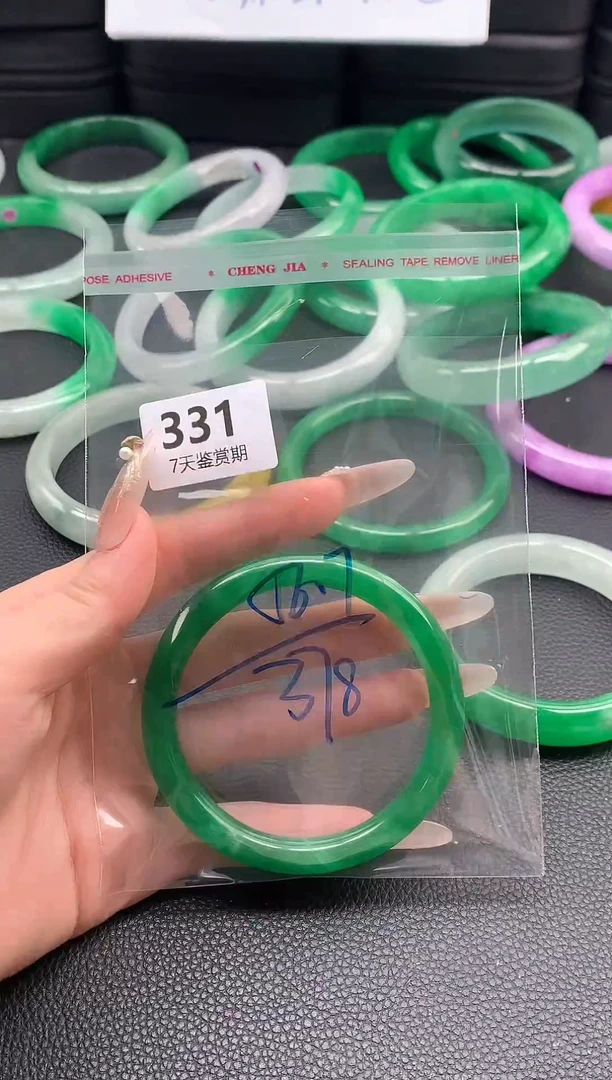 POSE ADHESIVE * CHENG JIA * SEALING TAPE REMOVE LINER
331
7天鉴赏期
56.7
378